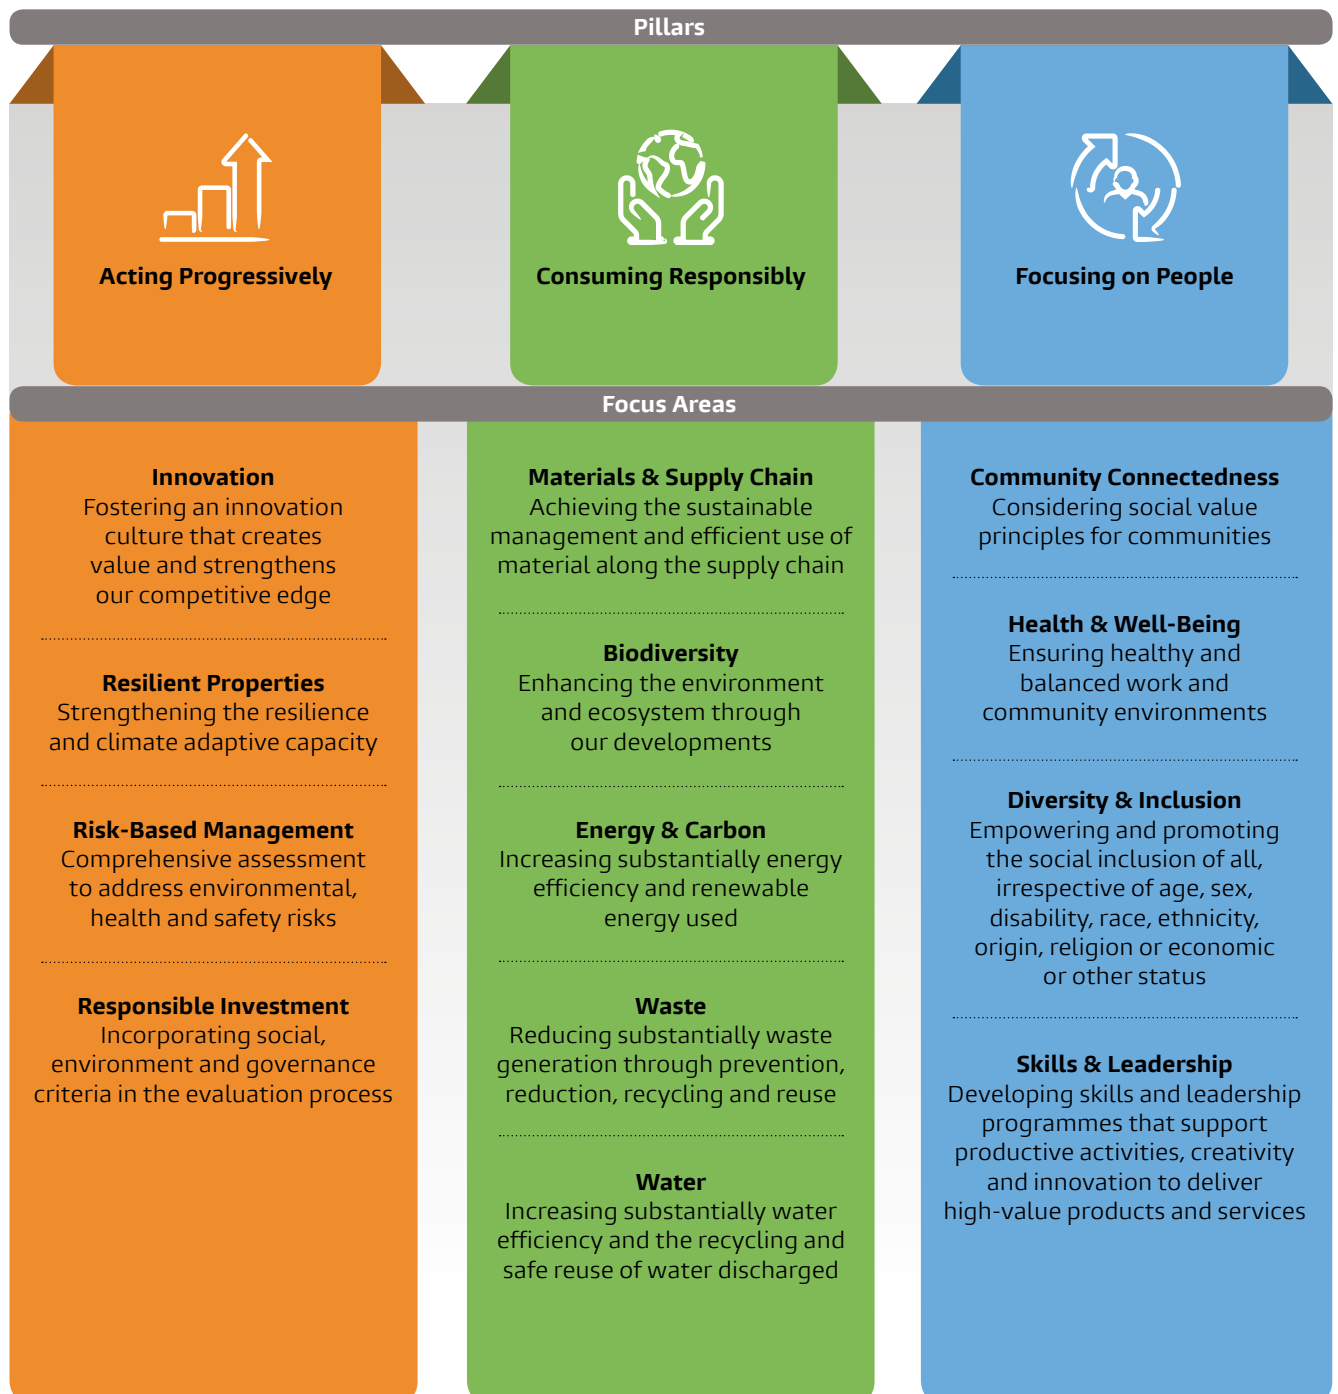 Pillars
Acting Progressively
Consuming Responsibly
Focusing on People
Focus Areas
Innovation
Fostering an innovation
culture that creates
value and strengthens
our competitive edge
Resilient Properties
Strengthening the resilience
and climate adaptive capacity
Risk-Based Management
Comprehensive assessment
to address environmental,
health and safety risks
Responsible Investment
Incorporating social,
environment and governance
criteria in the evaluation process
Materials & Supply Chain
Achieving the sustainable
management and efficient use of
material along the supply chain
Biodiversity
Enhancing the environment
and ecosystem through
our developments
Energy & Carbon
Increasing substantially energy
efficiency and renewable
energy used
Waste
Reducing substantially waste
generation through prevention,
reduction, recycling and reuse
Water
Increasing substantially water
efficiency and the recycling and
safe reuse of water discharged
Community Connectedness
Considering social value
principles for communities
Health & Well-Being
Ensuring healthy and
balanced work and
community environments
Diversity & Inclusion
Empowering and promoting
the social inclusion of all,
irrespective of age, sex,
disability, race, ethnicity,
origin, religion or economic
or other status
Skills & Leadership
Developing skills and leadership
programmes that support
productive activities, creativity
and innovation to deliver
high-value products and services